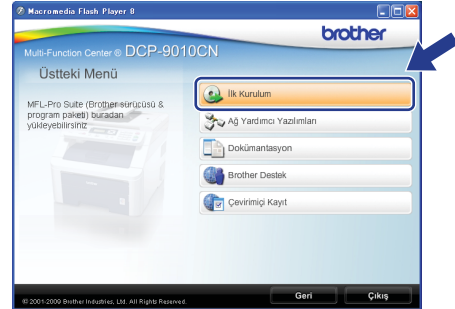 Macromedia Flash Player 8
brother
Multi-Function Center ® DCP-9010CN
Üstteki Menü
MFL-Pro Suite (Brother sürücüsü &
program paketi) buradan
yükleyebilirsiniz
İlk Kurulum
Ağ Yardımcı Yazılımları
Dokümantasyon
Brother Destek
Çevirimiçi Kayıt
© 2001-2009 Brother Industries, Ltd. All Rights Reserved.
Geri
Çıkış